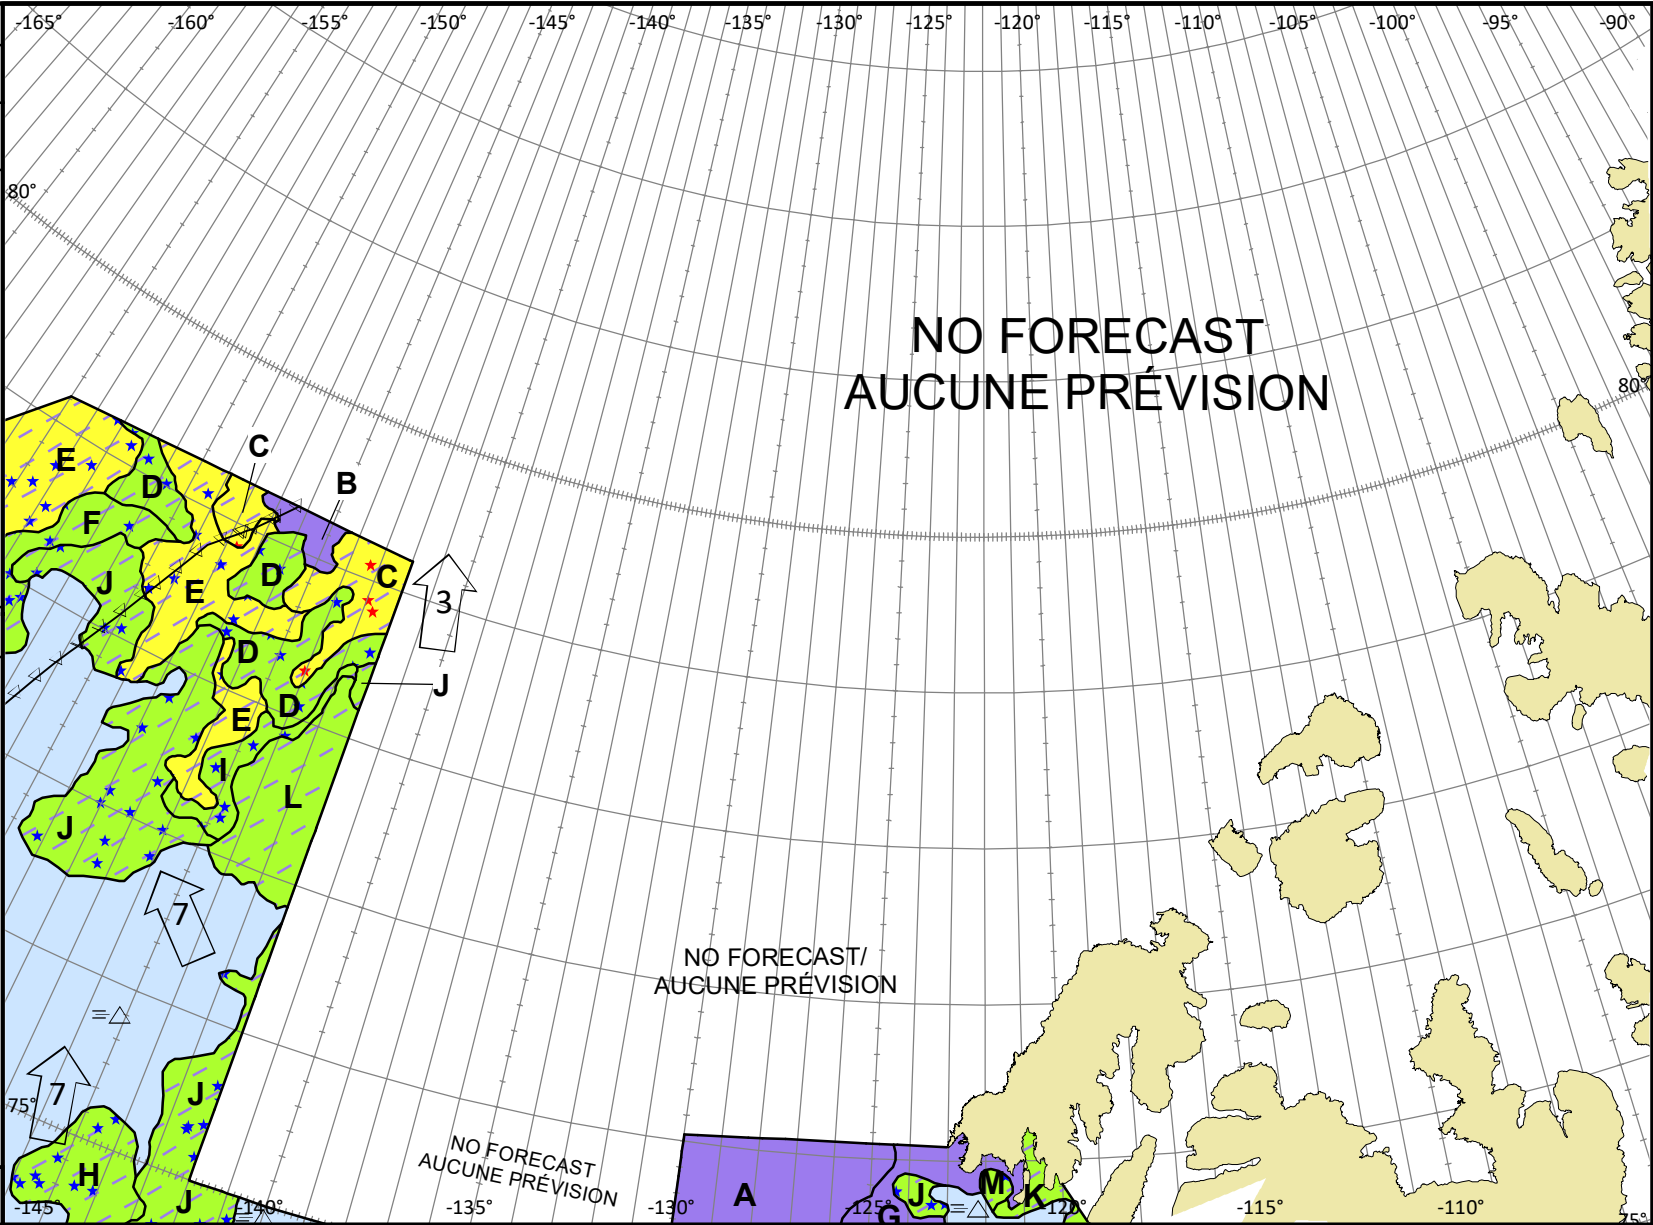 -165° -160° -155° -150° -145° -140° -135° -130° -125° -120° -115° -110° -105° -100° -95° -90°
80°
NO FORECAST
AUCUNE PRÉVISION
80°
C
E
B
D
F
D
C
J
E
3
D
J
D
E
I
L
J
7
NO FORECAST/
AUCUNE PRÉVISION
7
75°
J
NO FORECAST
AUCUNE PRÉVISION
H
M
A
J
K
J
G
-145° -140° -135° -130° -125° -120° -115° -110°
75°